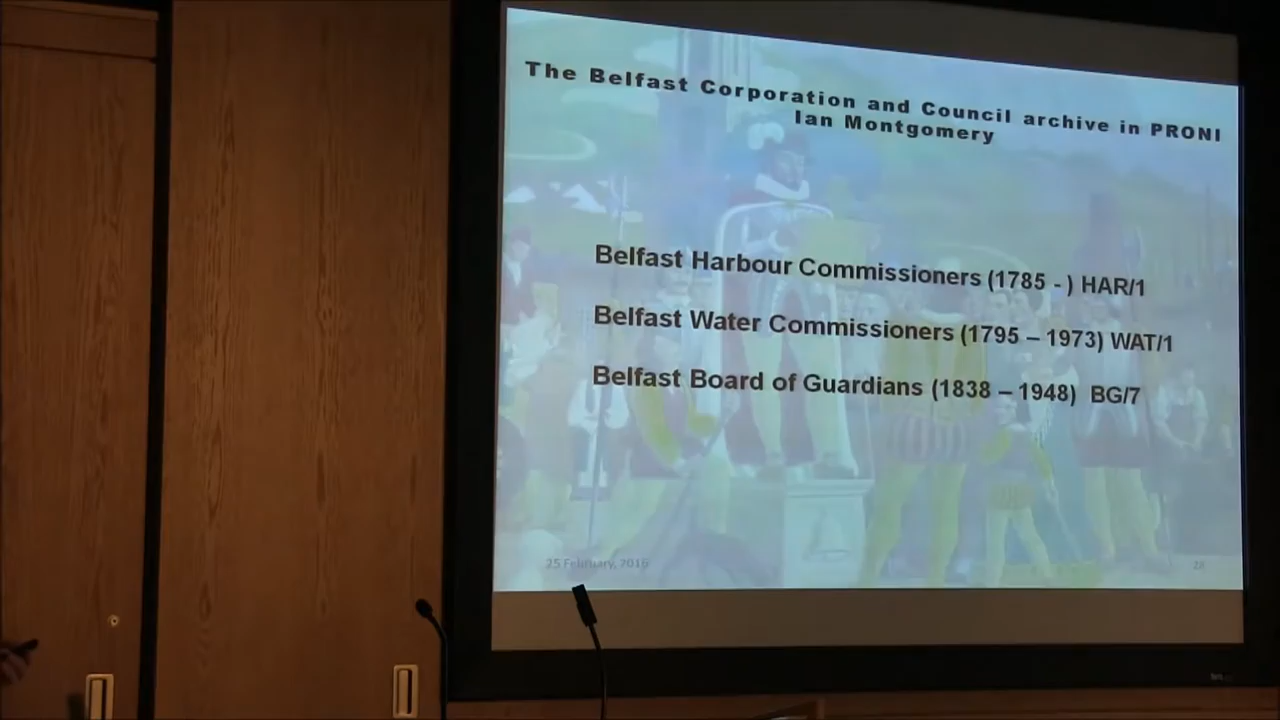 The Belfast Corporation and Council archive in PRONI
Ian Montgomery
Belfast Harbour Commissioners (1785 - ) HAR/1
Belfast Water Commissioners (1795 – 1973) WAT/1
Belfast Board of Guardians (1838 – 1948) BG/7
25 February, 2016